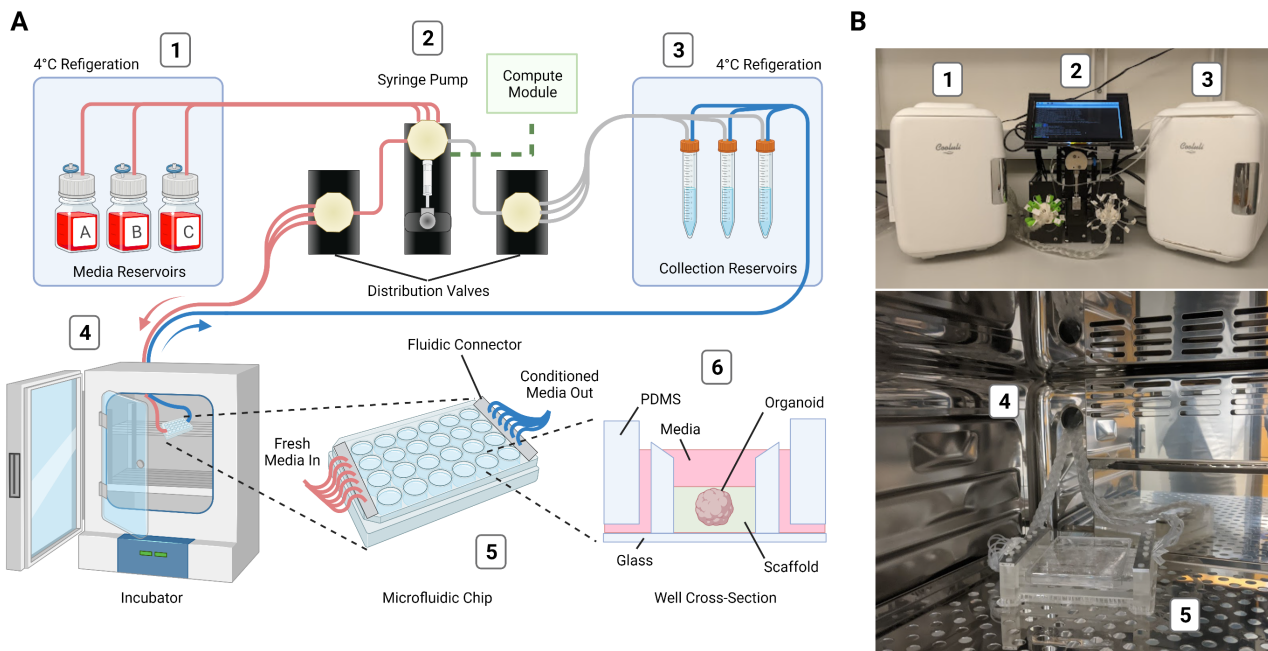 A
1
4°C Refigeration
A
B
C
Media Reservoirs
2
Syringe Pump
Compute
Module
Distribution Valves
3
4°C Refigeration
Collection Reservoirs
4
Incubator
Fluidic Connector
Conditioned
Media Out
Fresh
Media In
5
Microfluidic Chip
6
PDMS
Organoid
Media
Glass
Scaffold
Well Cross-Section
B
1
2
3
Cooluli
Cooluli
4
5